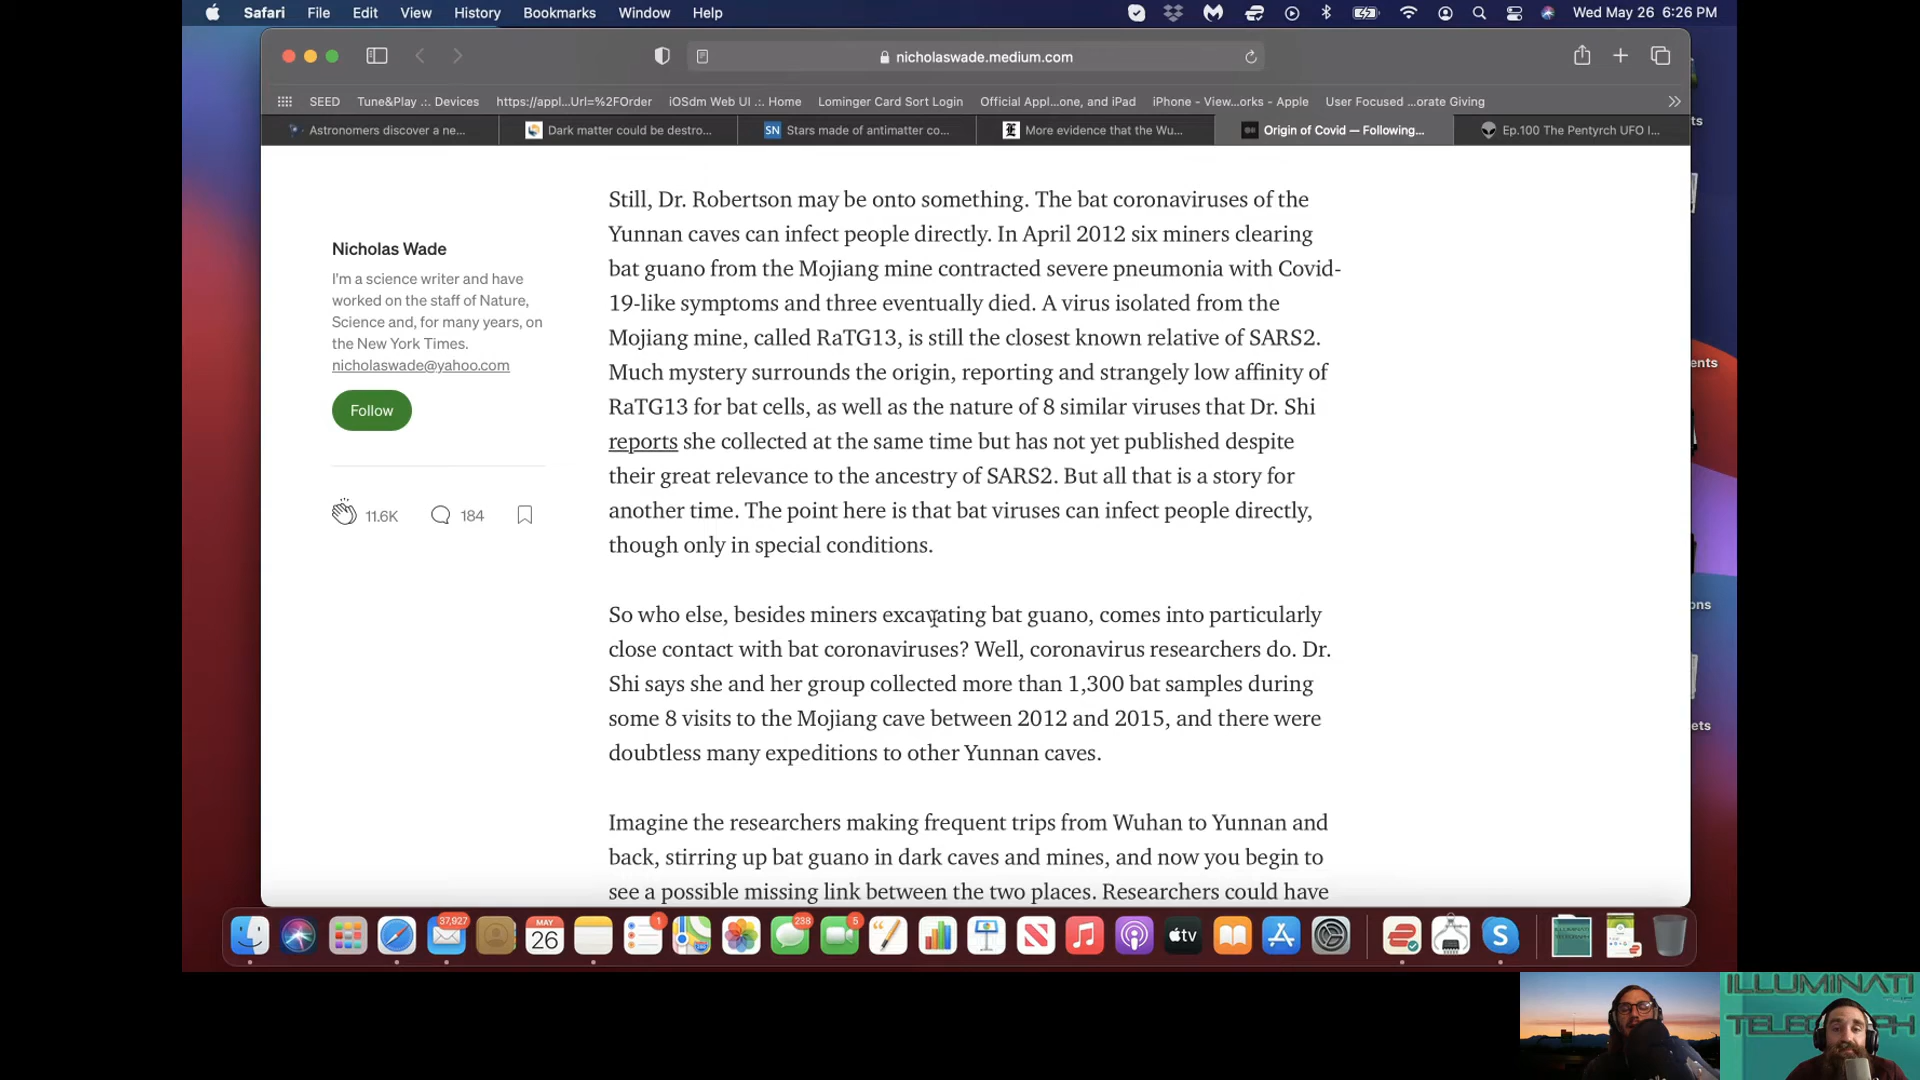 Safari File Edit View History Bookmarks Window Help Wed May 26 6:26 PM
nicholaswade.medium.com
SEED Tune&Play .:. Devices https://appl...Url=%2FOrder iOSdm Web UI .:. Home Lominger Card Sort Login Official Appl...one, and iPad iPhone - View...orks - Apple User Focused ...orate Giving
Astronomers discover a ne... Dark matter could be destro... SN Stars made of antimatter co... More evidence that the Wu... Origin of Covid — Following... Ep.100 The Pentyrch UFO I...
Nicholas Wade
I'm a science writer and have
worked on the staff of Nature,
Science and, for many years, on
the New York Times.
nicholaswade@yahoo.com
Follow
11.6K 184
Still, Dr. Robertson may be onto something. The bat coronaviruses of the
Yunnan caves can infect people directly. In April 2012 six miners clearing
bat guano from the Mojiang mine contracted severe pneumonia with Covid-
19-like symptoms and three eventually died. A virus isolated from the
Mojiang mine, called RaTG13, is still the closest known relative of SARS2.
Much mystery surrounds the origin, reporting and strangely low affinity of
RaTG13 for bat cells, as well as the nature of 8 similar viruses that Dr. Shi
reports she collected at the same time but has not yet published despite
their great relevance to the ancestry of SARS2. But all that is a story for
another time. The point here is that bat viruses can infect people directly,
though only in special conditions.
So who else, besides miners excavating bat guano, comes into particularly
close contact with bat coronaviruses? Well, coronavirus researchers do. Dr.
Shi says she and her group collected more than 1,300 bat samples during
some 8 visits to the Mojiang cave between 2012 and 2015, and there were
doubtless many expeditions to other Yunnan caves.
Imagine the researchers making frequent trips from Wuhan to Yunnan and
back, stirring up bat guano in dark caves and mines, and now you begin to
see a possible missing link between the two places. Researchers could have
ts
ents
ons
ets
37,927 MAY 26 1 238 5 tv
ILLUMINATI
TELEGRAPH